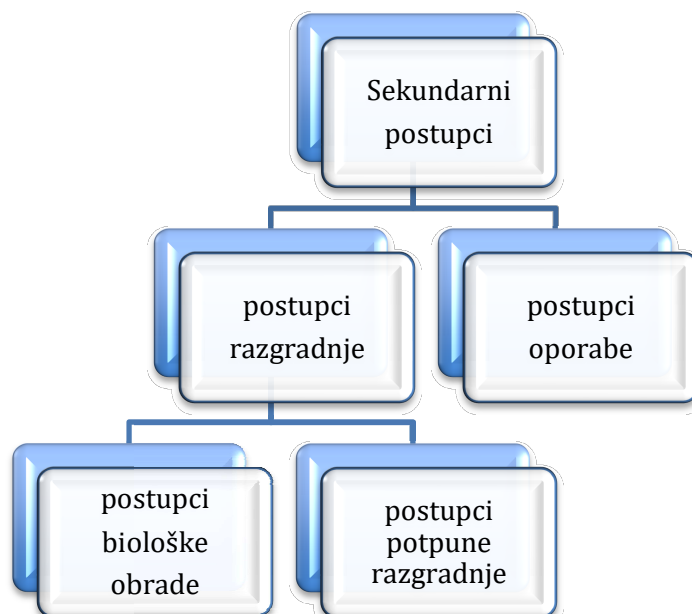 Sekundarni
postupci
postupci
razgradnje
postupci
oporabe
postupci
biološke
obrade
postupci
potpune
razgradnje